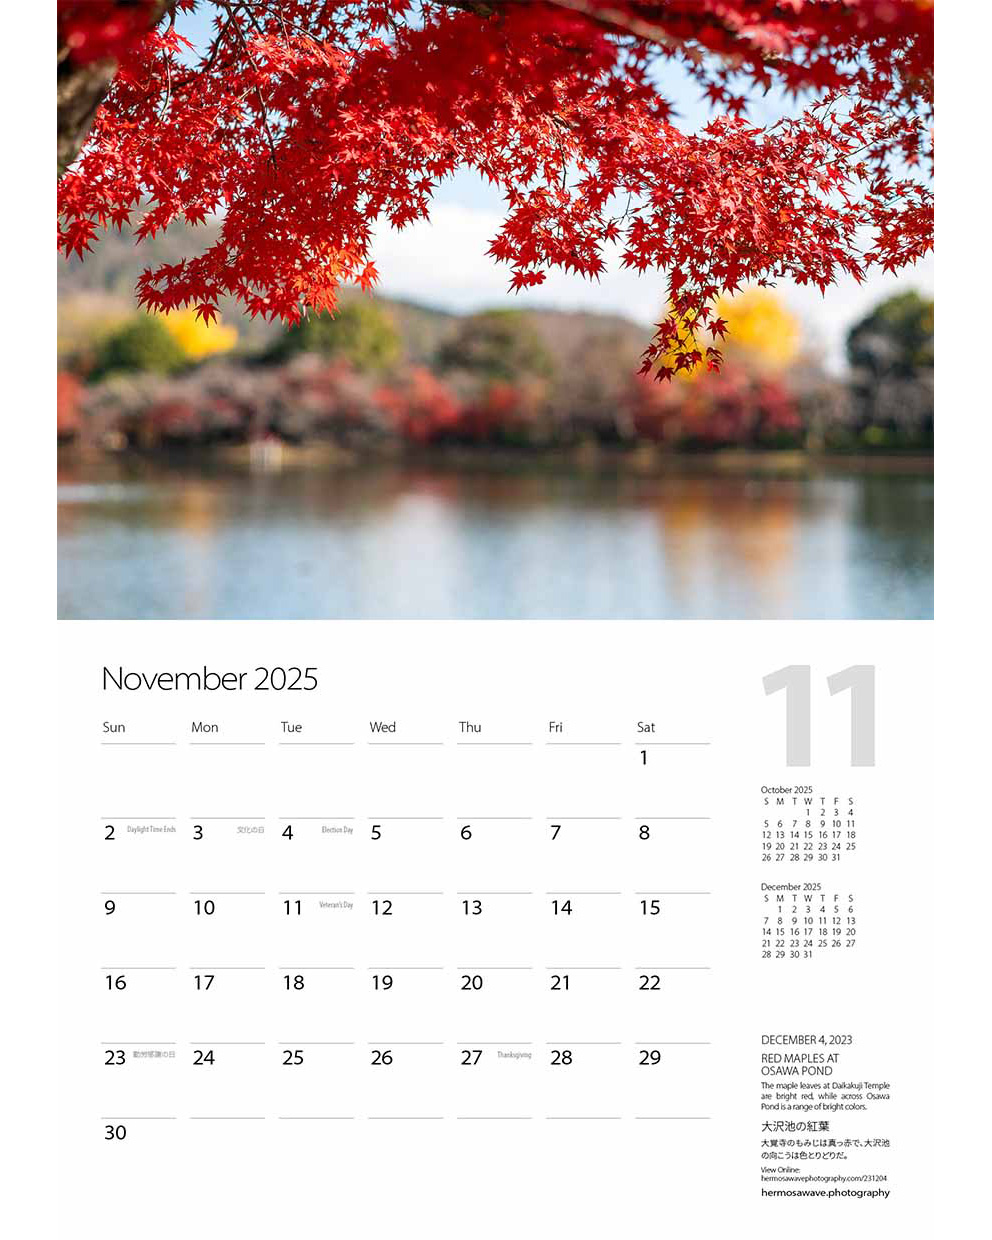 November 2025
11
Sun Mon Tue Wed Thu Fri Sat
1
2 Daylight Time Ends 3 文化の日 4 Election Day 5 6 7 8
9 10 11 Veteran's Day 12 13 14 15
16 17 18 19 20 21 22
23 勤労感謝の日 24 25 26 27 Thanksgiving 28 29
30
October 2025
S M T W T F S
1 2 3 4
5 6 7 8 9 10 11
12 13 14 15 16 17 18
19 20 21 22 23 24 25
26 27 28 29 30 31
December 2025
S M T W T F S
1 2 3 4 5 6
7 8 9 10 11 12 13
14 15 16 17 18 19 20
21 22 23 24 25 26 27
28 29 30 31
DECEMBER 4, 2023
RED MAPLES AT
OSAWA POND
The maple leaves at Daikakuji Temple
are bright red, while across Osawa
Pond is a range of bright colors.
大沢池の紅葉
大覚寺のもみじは真っ赤で、大沢池
の向こうは色とりどりだ。
View Online:
hermosawavephotography.com/231204
hermosawave.photography